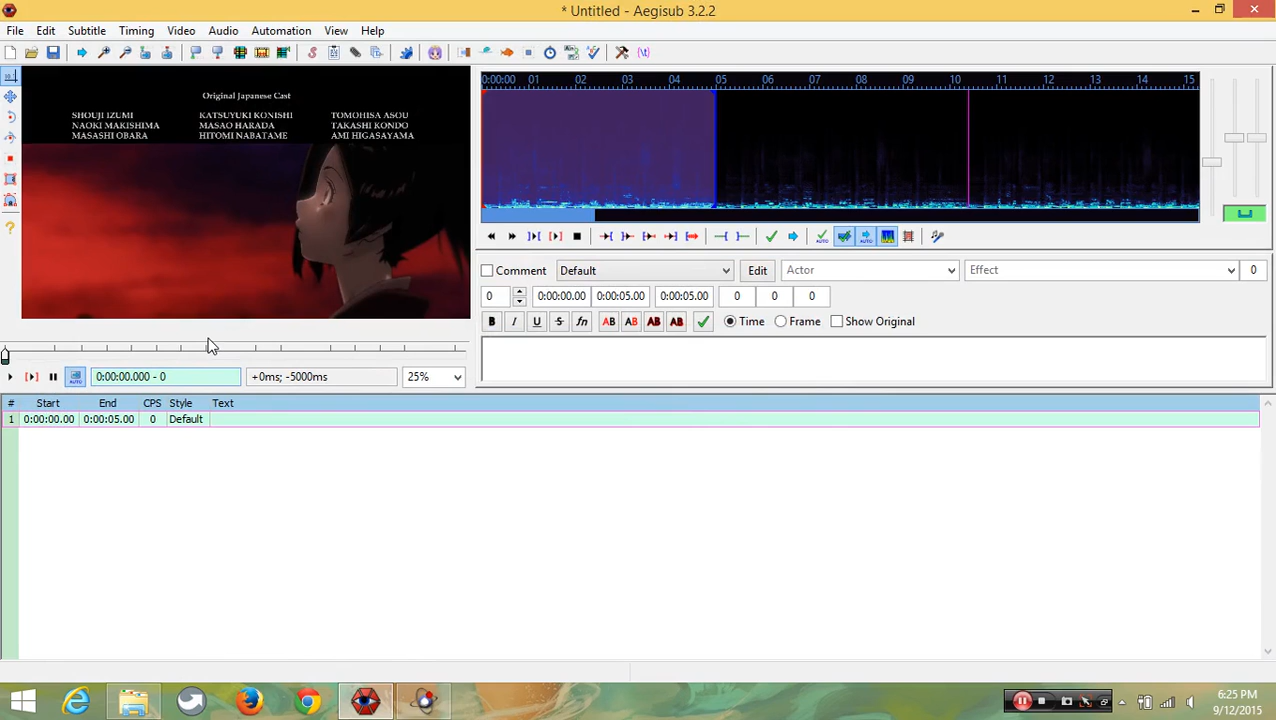 * Untitled - Aegisub 3.2.2
File Edit Subtitle Timing Video Audio Automation View Help
Original Japanese Cast
SHOUJI IZUMI KATSUYUKI KONISHI TOMOHISA ASOU
NAOKI MAKISHIMA MASAO HARADA TAKASHI KONDO
MASASHI OBARA HITOMI NABATAME AMI HIGASAYAMA
0:00:00 01 02 03 04 05 06 07 08 09 10 11 12 13 14 15
AUTO AUTO
Comment Default Edit Actor Effect 0
0 0:00:00.00 0:00:05.00 0:00:05.00 0 0 0
B I U S fn AB AB AB AB Time Frame Show Original
AUTO 0:00:00.000 - 0 +0ms; -5000ms 25%
# Start End CPS Style Text
1 0:00:00.00 0:00:05.00 0 Default
6:25 PM
9/12/2015